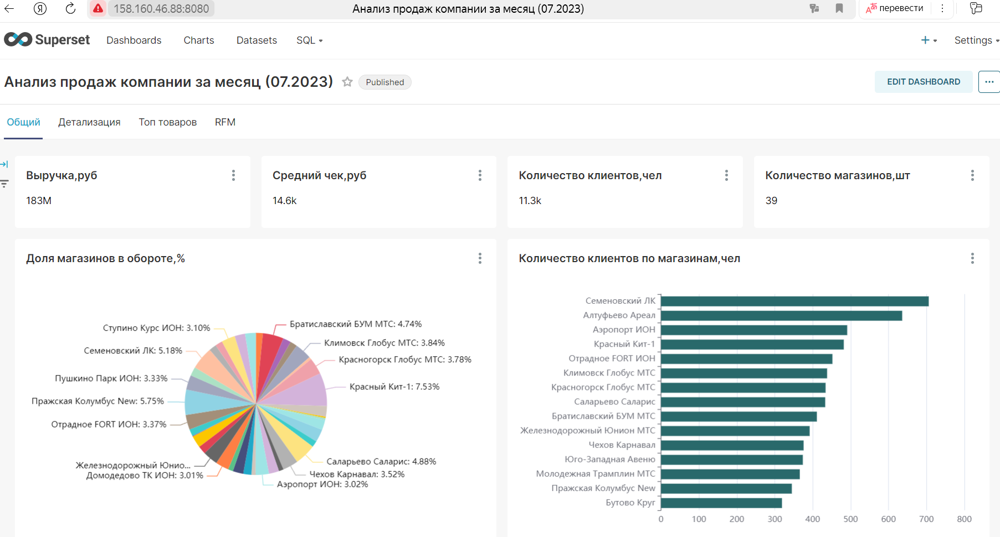 158.160.46.88:8080
Анализ продаж компании за месяц (07.2023)
перевести
Superset
Dashboards
Charts
Datasets
SQL
Settings
Анализ продаж компании за месяц (07.2023)
Published
EDIT DASHBOARD
Общий
Детализация
Топ товаров
RFM
Выручка,руб
183M
Средний чек,руб
14.6k
Количество клиентов,чел
11.3k
Количество магазинов,шт
39
Доля магазинов в обороте,%
Братиславский БУМ МТС: 4.74%
Ступино Курс ИОН: 3.10%
Климовск Глобус МТС: 3.84%
Семеновский ЛК: 5.18%
Красногорск Глобус МТС: 3.78%
Пушкино Парк ИОН: 3.33%
Красный Кит-1: 7.53%
Пражская Колумбус New: 5.75%
Отрадное FORT ИОН: 3.37%
Саларьево Саларис: 4.88%
Железнодорожный Юнио...
Чехов Карнавал: 3.52%
Домодедово ТК ИОН: 3.01%
Аэропорт ИОН: 3.02%
Количество клиентов по магазинам,чел
Семеновский ЛК
Алтуфьево Ареал
Аэропорт ИОН
Красный Кит-1
Отрадное FORT ИОН
Климовск Глобус МТС
Красногорск Глобус МТС
Саларьево Саларис
Братиславский БУМ МТС
Железнодорожный Юнион МТС
Чехов Карнавал
Юго-Западная Авеню
Молодежная Трамплин МТС
Пражская Колумбус New
Бутово Круг
0 100 200 300 400 500 600 700 800